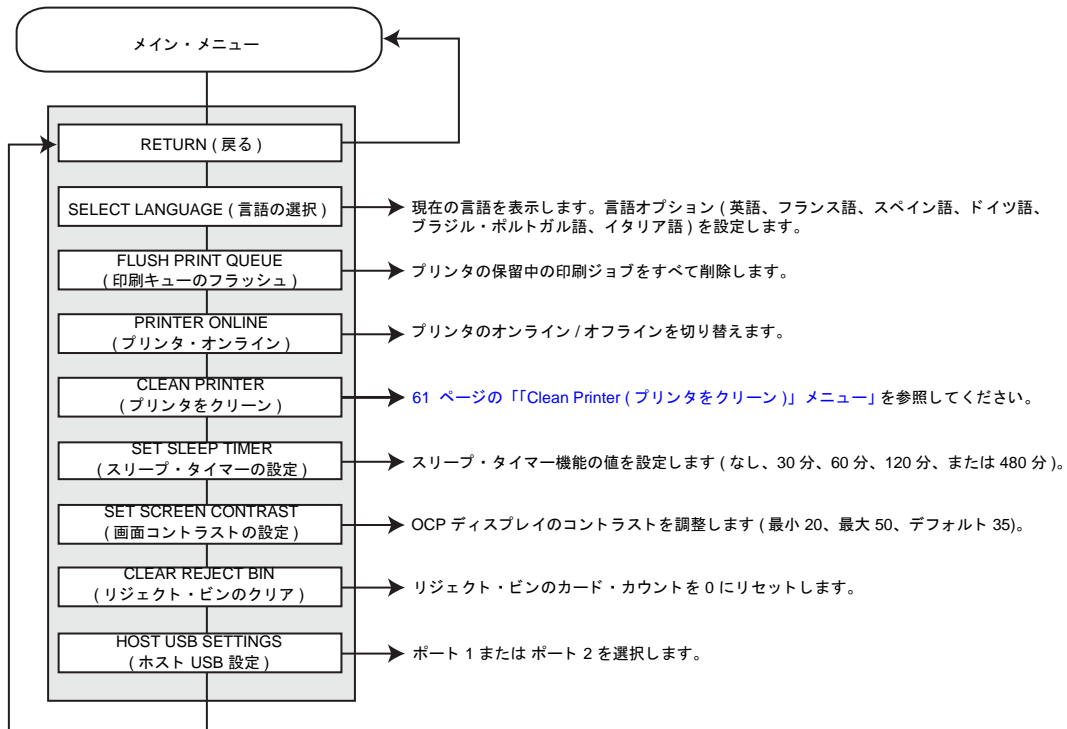 メイン・メニュー
RETURN ( 戻る )
SELECT LANGUAGE ( 言語の選択 )
現在の言語を表示します。言語オプション ( 英語、フランス語、スペイン語、ドイツ語、
ブラジル・ポルトガル語、イタリア語 ) を設定します。
FLUSH PRINT QUEUE
( 印刷キューのフラッシュ )
プリンタの保留中の印刷ジョブをすべて削除します。
PRINTER ONLINE
( プリンタ・オンライン )
プリンタのオンライン / オフラインを切り替えます。
CLEAN PRINTER
( プリンタをクリーン )
61 ページの「「Clean Printer ( プリンタをクリーン )」メニュー」を参照してください。
SET SLEEP TIMER
( スリープ・タイマーの設定 )
スリープ・タイマー機能の値を設定します ( なし、30 分、60 分、120 分、または 480 分 )。
SET SCREEN CONTRAST
( 画面コントラストの設定 )
OCP ディスプレイのコントラストを調整します ( 最小 20、最大 50、デフォルト 35)。
CLEAR REJECT BIN
( リジェクト・ビンのクリア )
リジェクト・ビンのカード・カウントを 0 にリセットします。
HOST USB SETTINGS
( ホスト USB 設定 )
ポート 1 または ポート 2 を選択します。